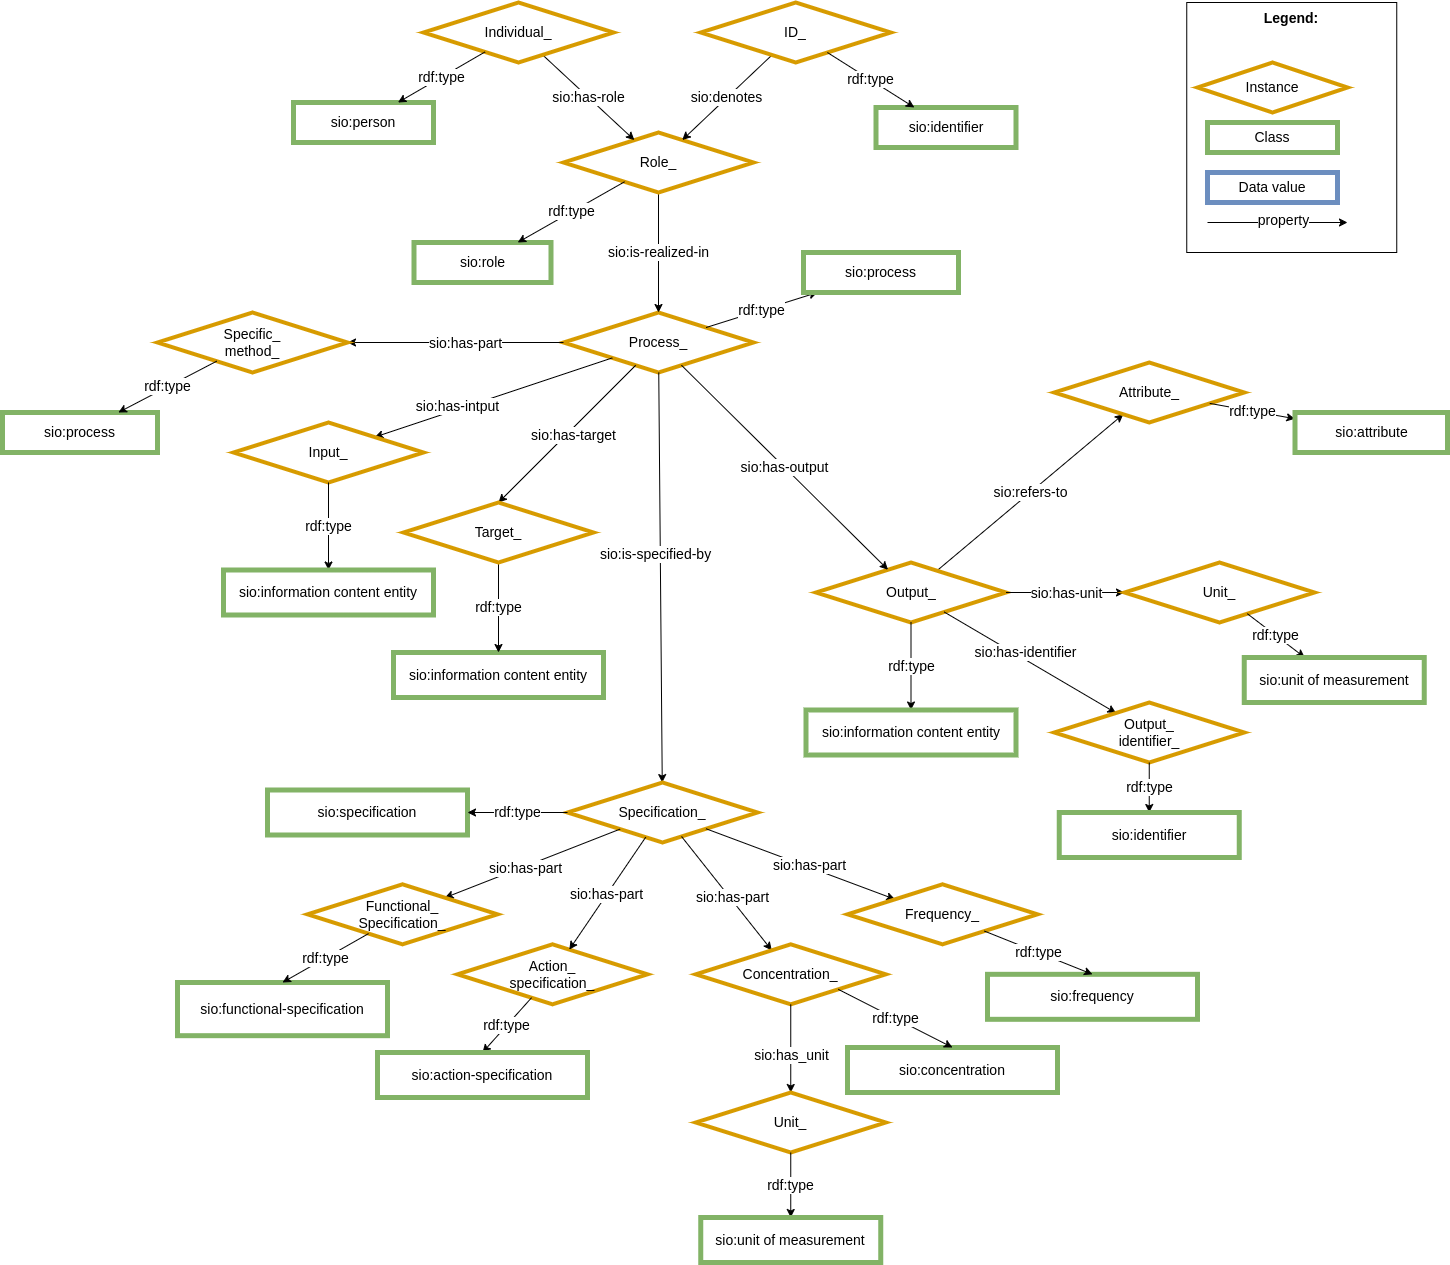 Individual_
ID_
Legend:
rdf:type
rdf:type
Instance
sio:has-role
sio:denotes
sio:person
sio:identifier
Class
Role_
Data value
rdf:type
property
sio:is-realized-in
sio:role
sio:process
rdf:type
Specific_
method_
sio:has-part
Process_
rdf:type
Attribute_
sio:has-intput
rdf:type
sio:process
sio:has-target
sio:attribute
Input_
sio:has-output
sio:refers-to
rdf:type
Target_
sio:is-specified-by
sio:information content entity
Output_
sio:has-unit
Unit_
rdf:type
rdf:type
sio:has-identifier
rdf:type
sio:information content entity
sio:unit of measurement
sio:information content entity
Output_
identifier_
rdf:type
sio:specification
rdf:type
Specification_
sio:identifier
sio:has-part
sio:has-part
sio:has-part
sio:has-part
Functional_
Specification_
Frequency_
rdf:type
rdf:type
Action_
specification_
Concentration_
sio:functional-specification
sio:frequency
rdf:type
rdf:type
sio:has_unit
sio:action-specification
sio:concentration
Unit_
rdf:type
sio:unit of measurement